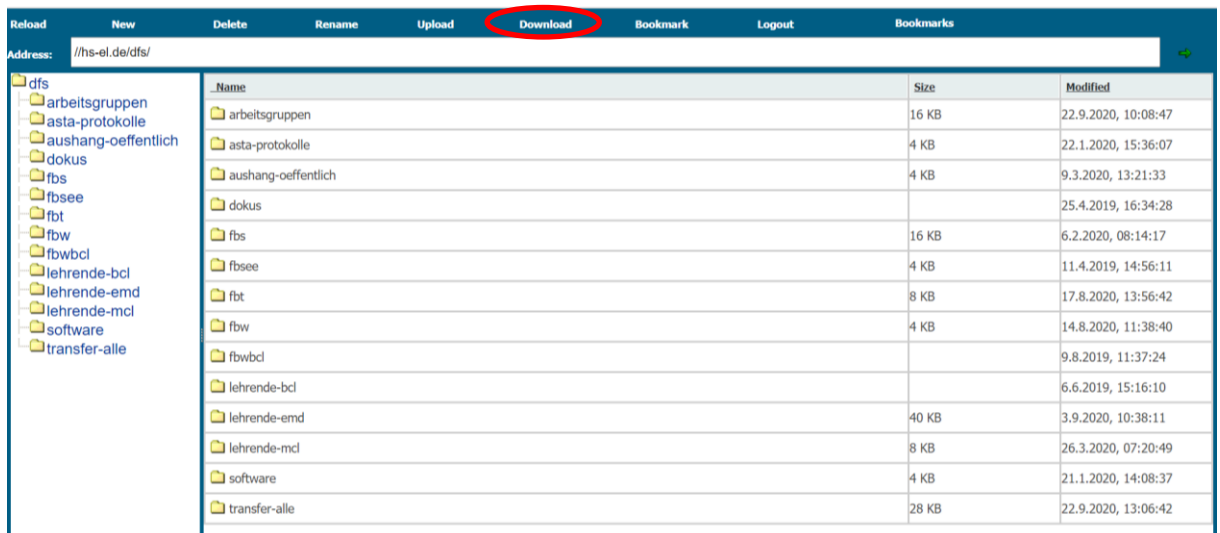 Reload New Delete Rename Upload Download Bookmark Logout Bookmarks
Address: //hs-el.de/dfs/
dfs
arbeitsgruppen
asta-protokolle
aushang-oeffentlich
dokus
fbs
fbsee
fbt
fbw
fbwbcl
lehrende-bcl
lehrende-emd
lehrende-mcl
software
transfer-alle
Name Size Modified
arbeitsgruppen 16 KB 22.9.2020, 10:08:47
asta-protokolle 4 KB 22.1.2020, 15:36:07
aushang-oeffentlich 4 KB 9.3.2020, 13:21:33
dokus 25.4.2019, 16:34:28
fbs 16 KB 6.2.2020, 08:14:17
fbsee 4 KB 11.4.2019, 14:56:11
fbt 8 KB 17.8.2020, 13:56:42
fbw 4 KB 14.8.2020, 11:38:40
fbwbcl 9.8.2019, 11:37:24
lehrende-bcl 6.6.2019, 15:16:10
lehrende-emd 40 KB 3.9.2020, 10:38:11
lehrende-mcl 8 KB 26.3.2020, 07:20:49
software 4 KB 21.1.2020, 14:08:37
transfer-alle 28 KB 22.9.2020, 13:06:42